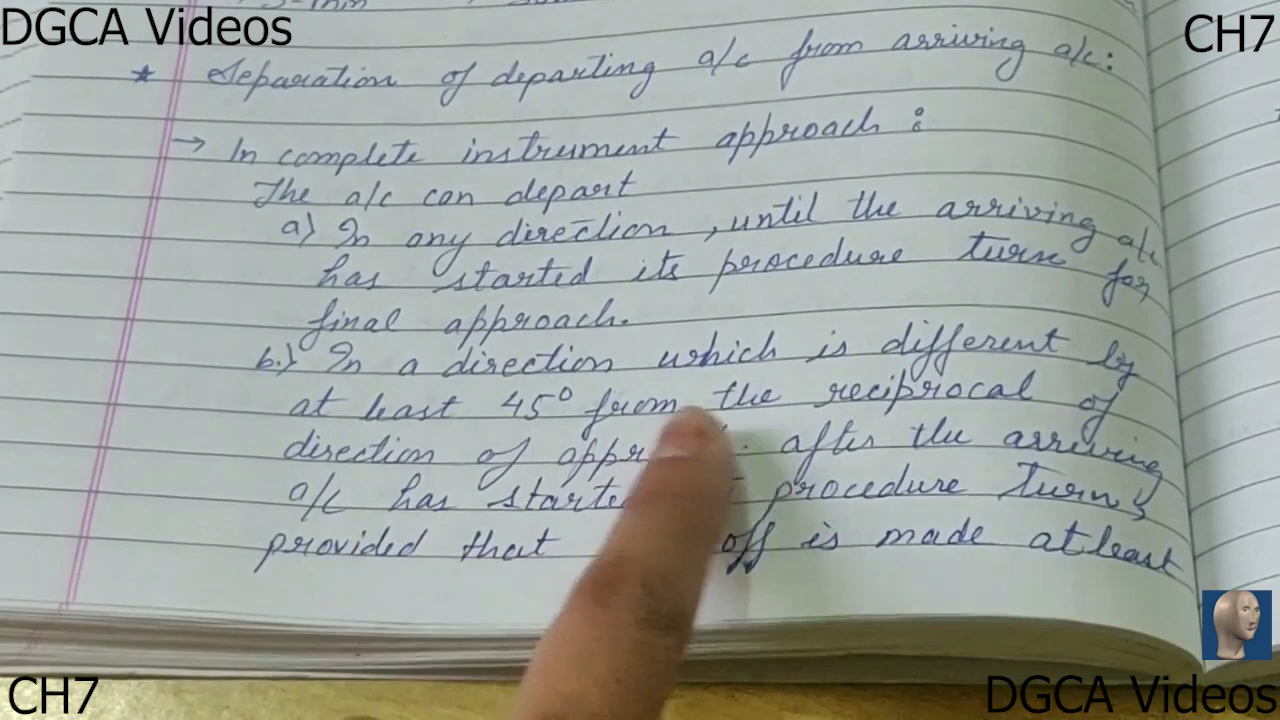 DGCA Videos
CH7
* Separation of departing a/c from arriving a/c:
→ In complete instrument approach :
The a/c can depart
a) In any direction, until the arriving a/c
has started its procedure turn for
final approach.
b.) In a direction which is different by
at least 45° from the reciprocal of
direction of after the arriving
a/c has procedure turn,
provided that off is made atleast
CH7
DGCA Videos